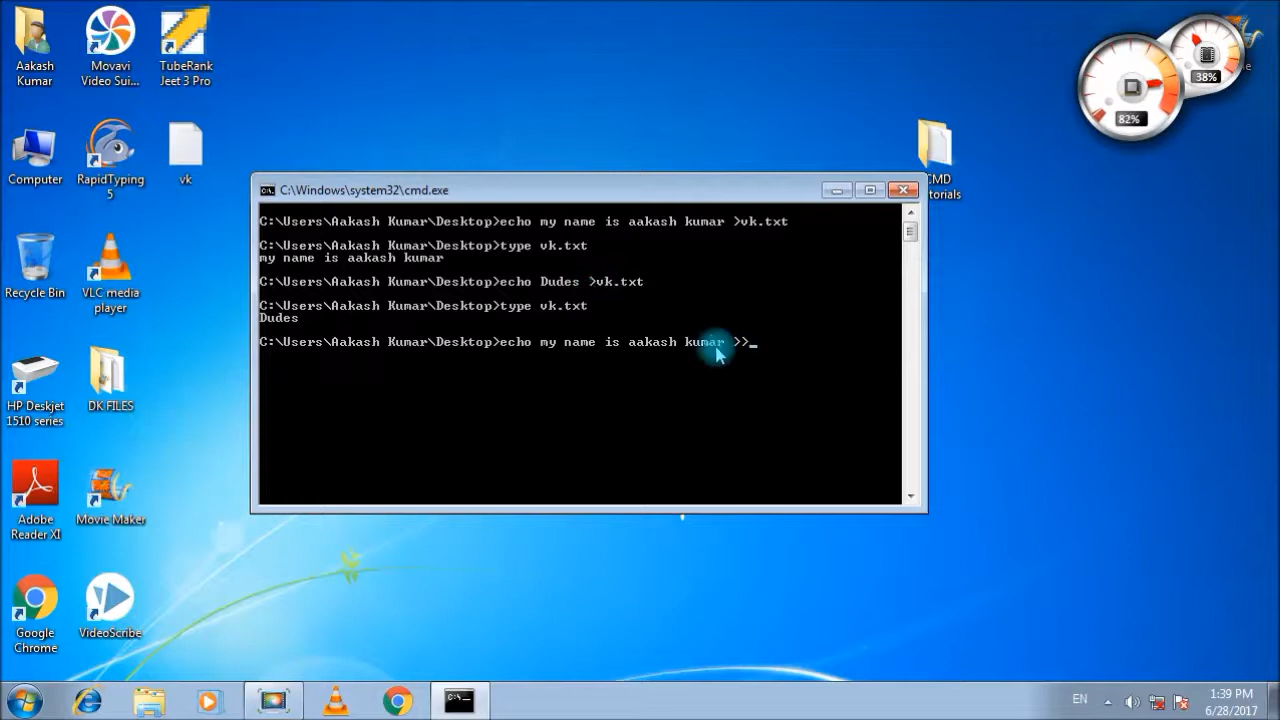 Aakash
Kumar
Movavi
Video Sui...
TubeRank
Jeet 3 Pro
38%
82%
Computer
RapidTyping
5
vk
CMD
torials
C:\Windows\system32\cmd.exe
C:\Users\Aakash Kumar\Desktop>echo my name is aakash kumar >vk.txt
C:\Users\Aakash Kumar\Desktop>type vk.txt
my name is aakash kumar
C:\Users\Aakash Kumar\Desktop>echo Dudes >vk.txt
C:\Users\Aakash Kumar\Desktop>type vk.txt
Dudes
C:\Users\Aakash Kumar\Desktop>echo my name is aakash kumar >>_
Recycle Bin
VLC media
player
HP Deskjet
1510 series
DK FILES
Adobe
Reader XI
Movie Maker
Google
Chrome
VideoScribe
EN
1:39 PM
6/28/2017